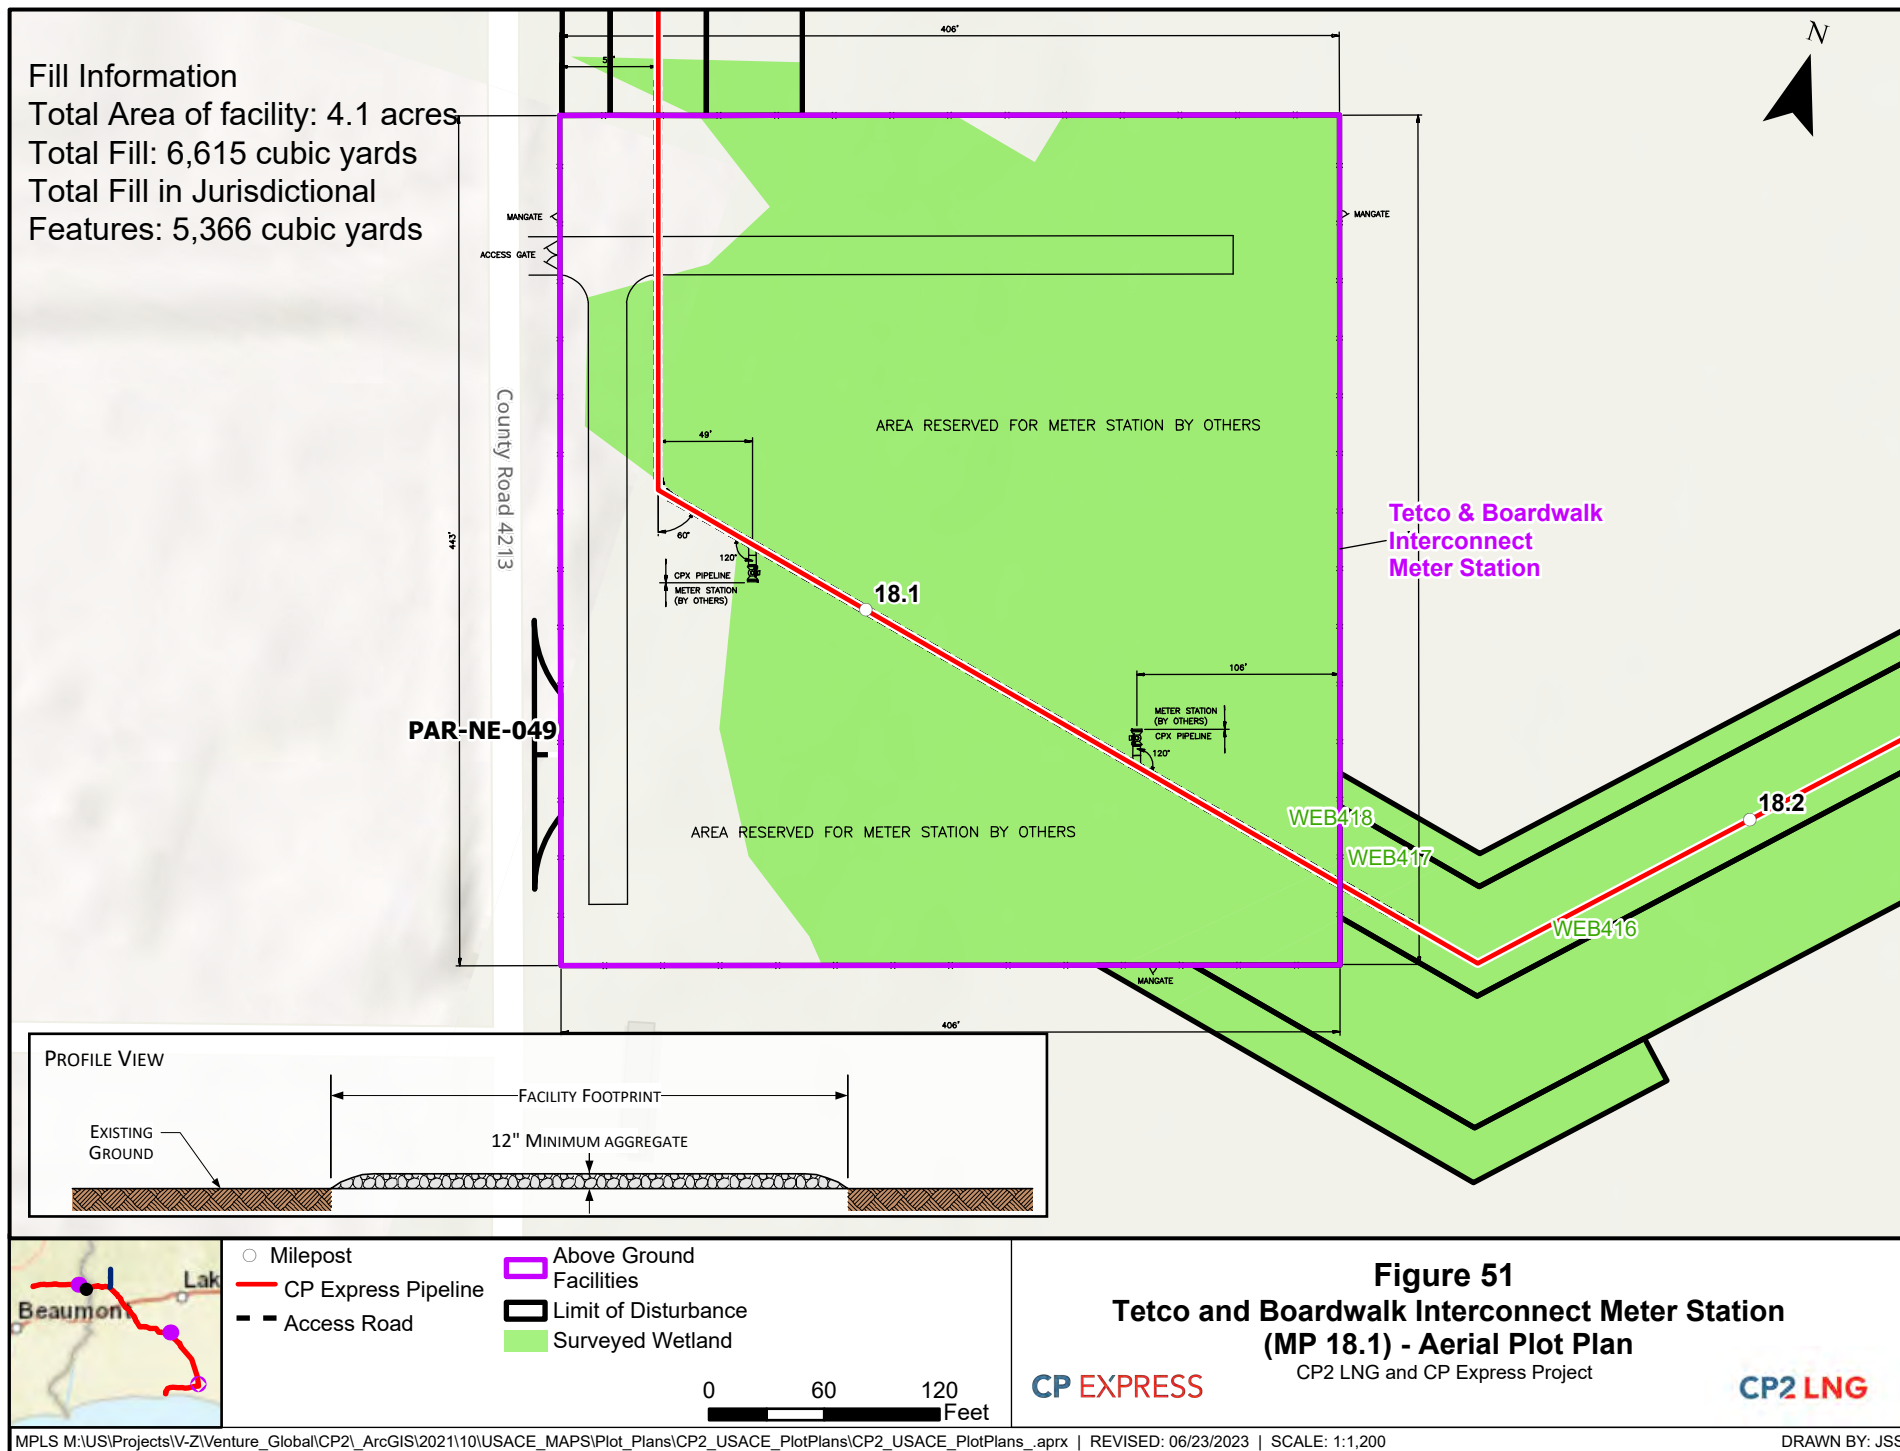 Fill Information
Total Area of facility: 4.1 acres
Total Fill: 6,615 cubic yards
Total Fill in Jurisdictional
Features: 5,366 cubic yards
406'
N
MANGATE
MANGATE
ACCESS GATE
County Road 4213
443'
AREA RESERVED FOR METER STATION BY OTHERS
49'
60°
120°
CPX PIPELINE
METER STATION
(BY OTHERS)
18.1
Tetco & Boardwalk
Interconnect
Meter Station
106'
METER STATION
(BY OTHERS)
CPX PIPELINE
120°
PAR-NE-049
AREA RESERVED FOR METER STATION BY OTHERS
WEB418
WEB417
WEB416
18.2
MANGATE
406'
PROFILE VIEW
FACILITY FOOTPRINT
EXISTING
GROUND
12" MINIMUM AGGREGATE
Lak
Beaumont
Milepost
CP Express Pipeline
Access Road
Above Ground
Facilities
Limit of Disturbance
Surveyed Wetland
0 60 120
Feet
Figure 51
Tetco and Boardwalk Interconnect Meter Station
(MP 18.1) - Aerial Plot Plan
CP2 LNG and CP Express Project
CP EXPRESS
CP2 LNG
MPLS M:\US\Projects\V-Z\Venture_Global\CP2\_ArcGIS\2021\10\USACE_MAPS\Plot_Plans\CP2_USACE_PlotPlans\CP2_USACE_PlotPlans_.aprx | REVISED: 06/23/2023 | SCALE: 1:1,200
DRAWN BY: JSS